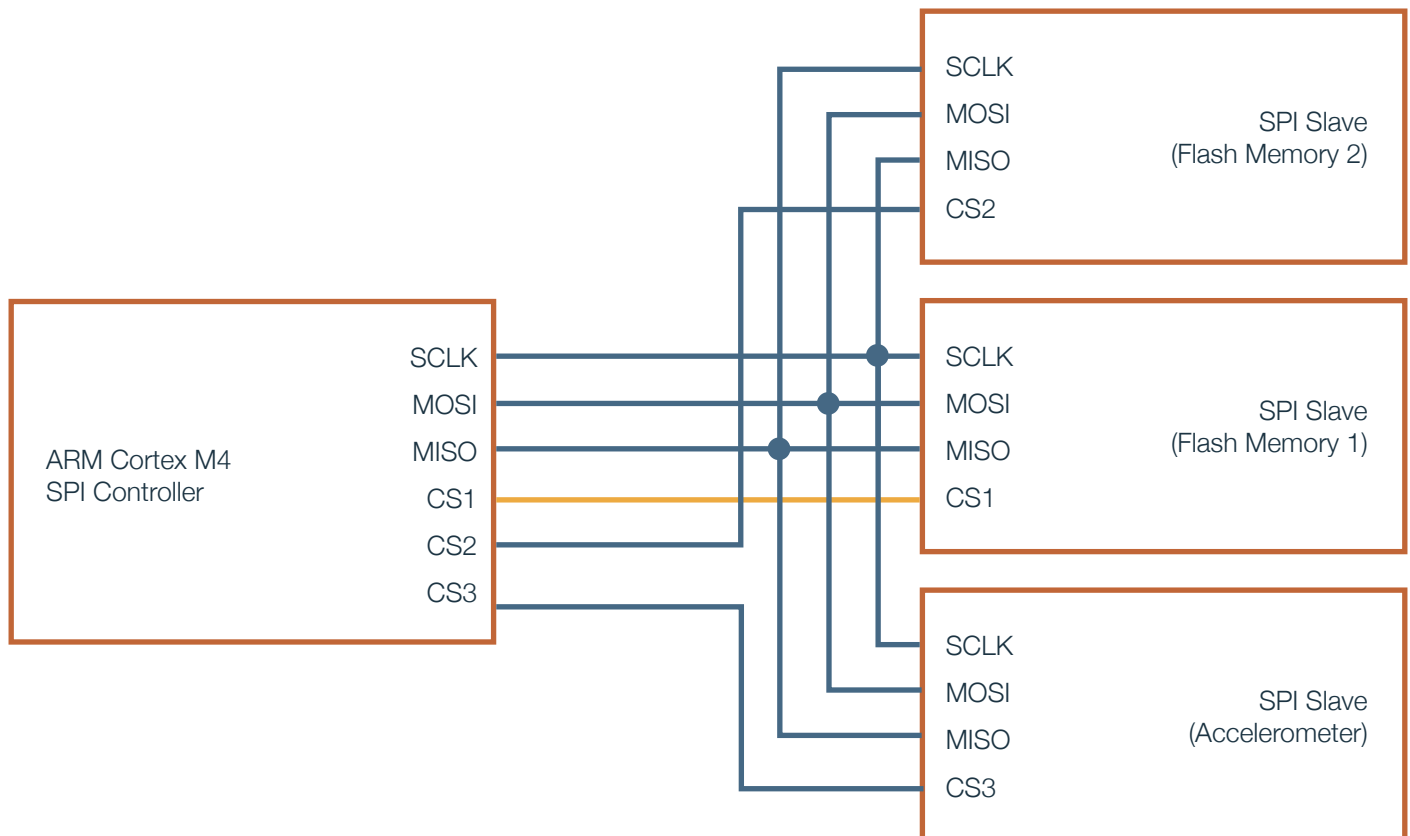 SCLK
MOSI
MISO
CS2
SPI Slave
(Flash Memory 2)
ARM Cortex M4
SPI Controller
SCLK
MOSI
MISO
CS1
CS2
CS3
SCLK
MOSI
MISO
CS1
SPI Slave
(Flash Memory 1)
SCLK
MOSI
MISO
CS3
SPI Slave
(Accelerometer)